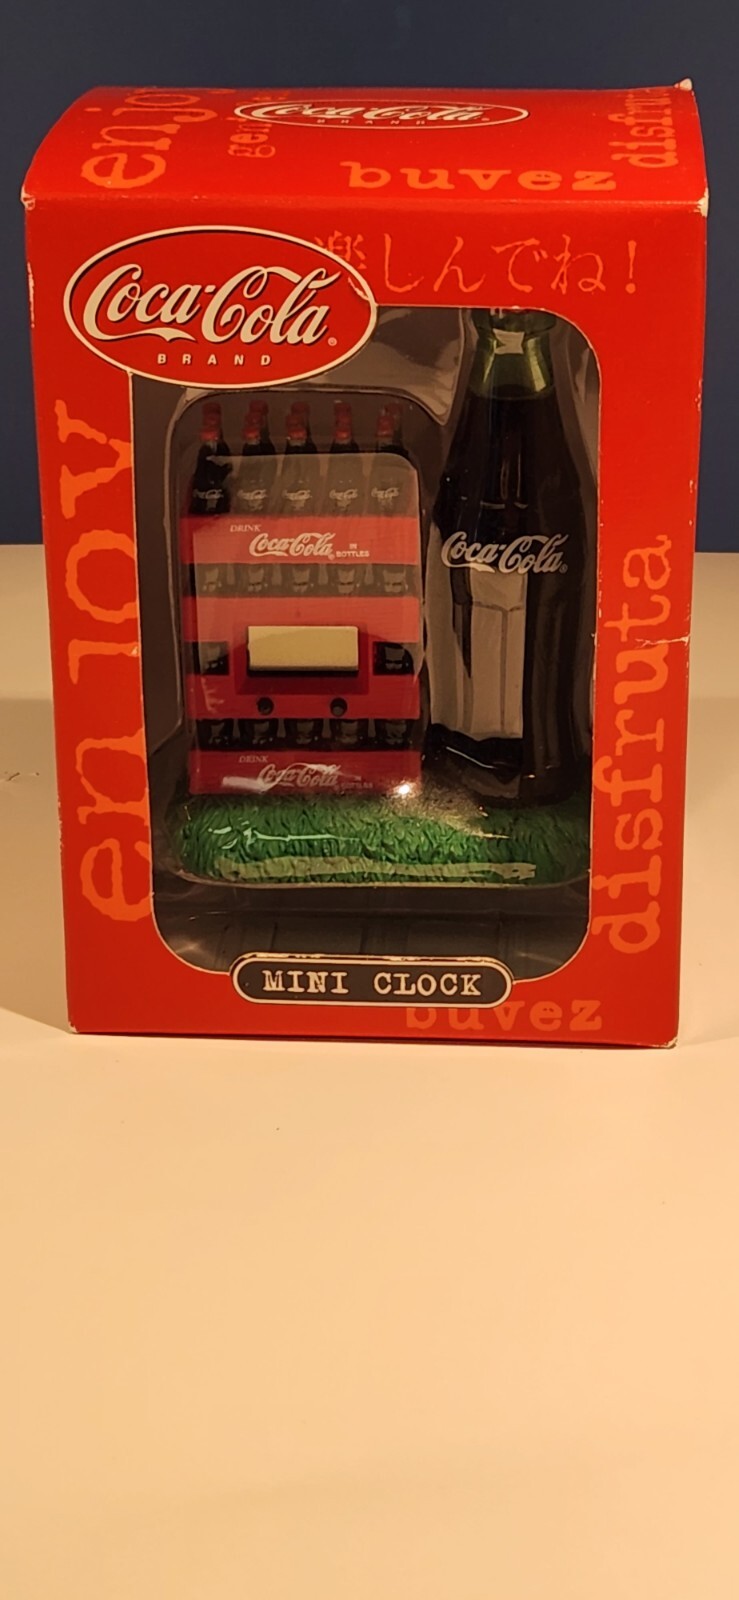 enjoy
Coca-Cola
BRAND
buvez
disfruta
楽しんでね!
Coca-Cola®
BRAND
enjoy
Coca-Cola®
DRINK
Coca-Cola® IN BOTTLES
DRINK
Coca-Cola
disfruta
MINI CLOCK
buvez